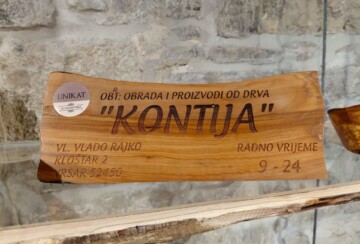 UNIKAT
OBT: OBRADA I PROIZVODI OD DRVA
"KONTIJA"
VL. VLADO RAJKO
KLOŠTAR 2
VRSAR 52450
RADNO VRIJEME
9 - 24